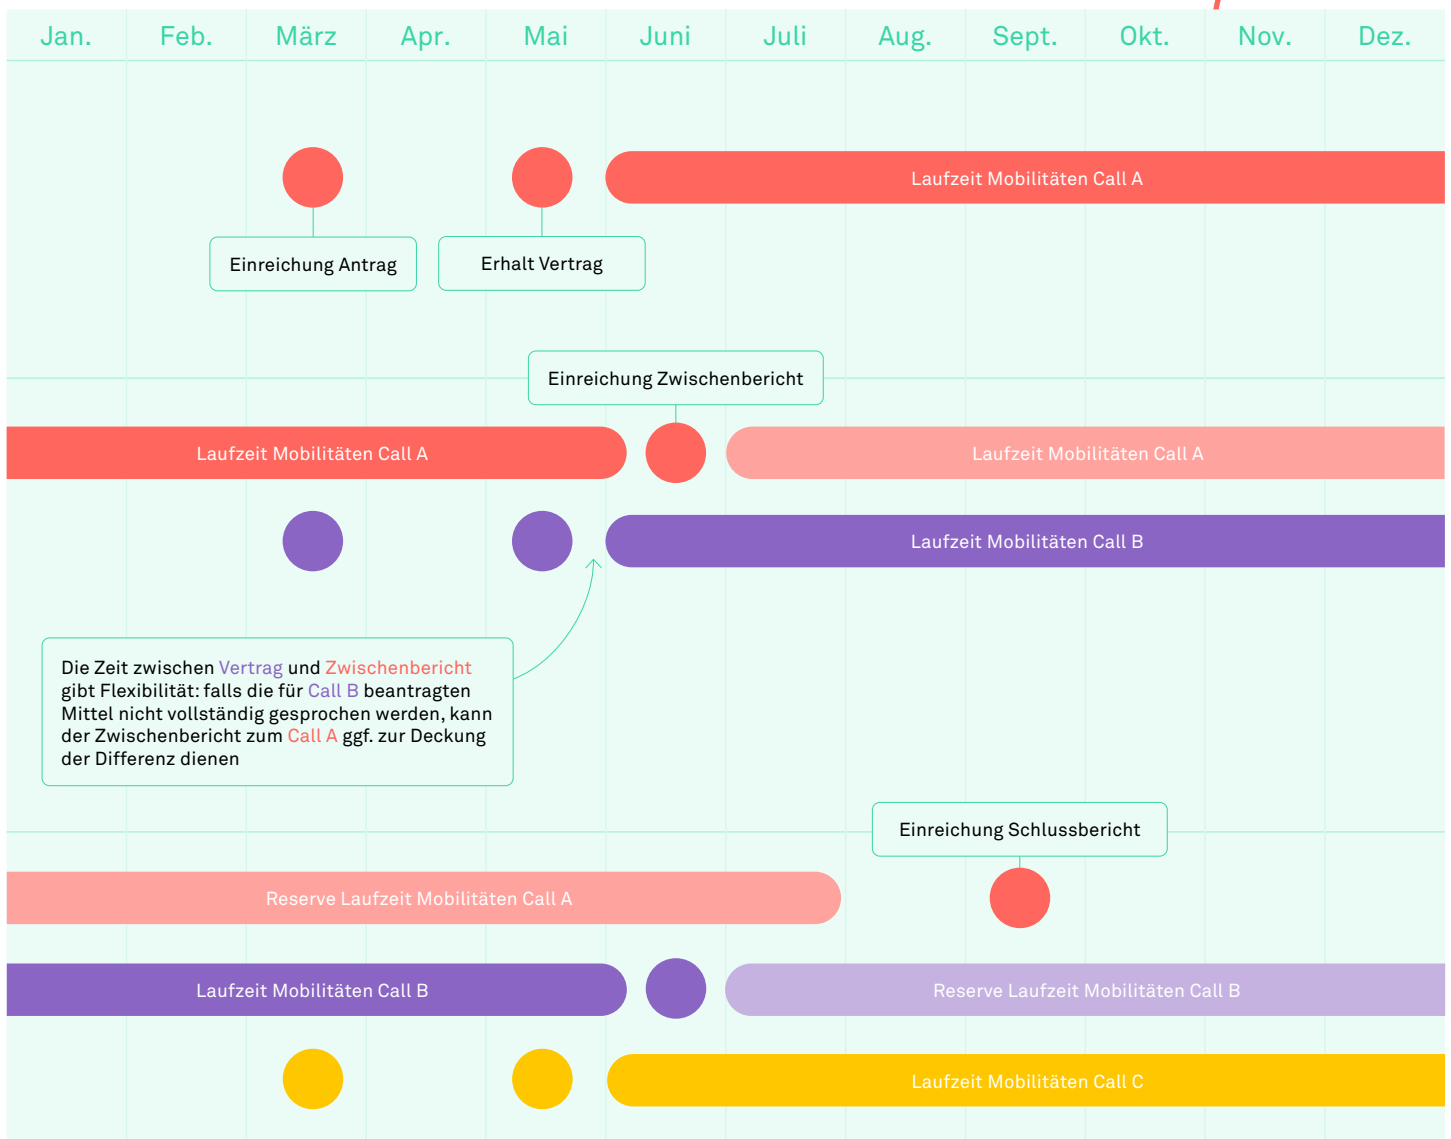 Jan. Feb. März Apr. Mai Juni Juli Aug. Sept. Okt. Nov. Dez.
Laufzeit Mobilitäten Call A
Einreichung Antrag
Erhalt Vertrag
Einreichung Zwischenbericht
Laufzeit Mobilitäten Call A
Laufzeit Mobilitäten Call A
Laufzeit Mobilitäten Call B
Die Zeit zwischen Vertrag und Zwischenbericht
gibt Flexibilität: falls die für Call B beantragten
Mittel nicht vollständig gesprochen werden, kann
der Zwischenbericht zum Call A ggf. zur Deckung
der Differenz dienen
Einreichung Schlussbericht
Reserve Laufzeit Mobilitäten Call A
Laufzeit Mobilitäten Call B
Reserve Laufzeit Mobilitäten Call B
Laufzeit Mobilitäten Call C